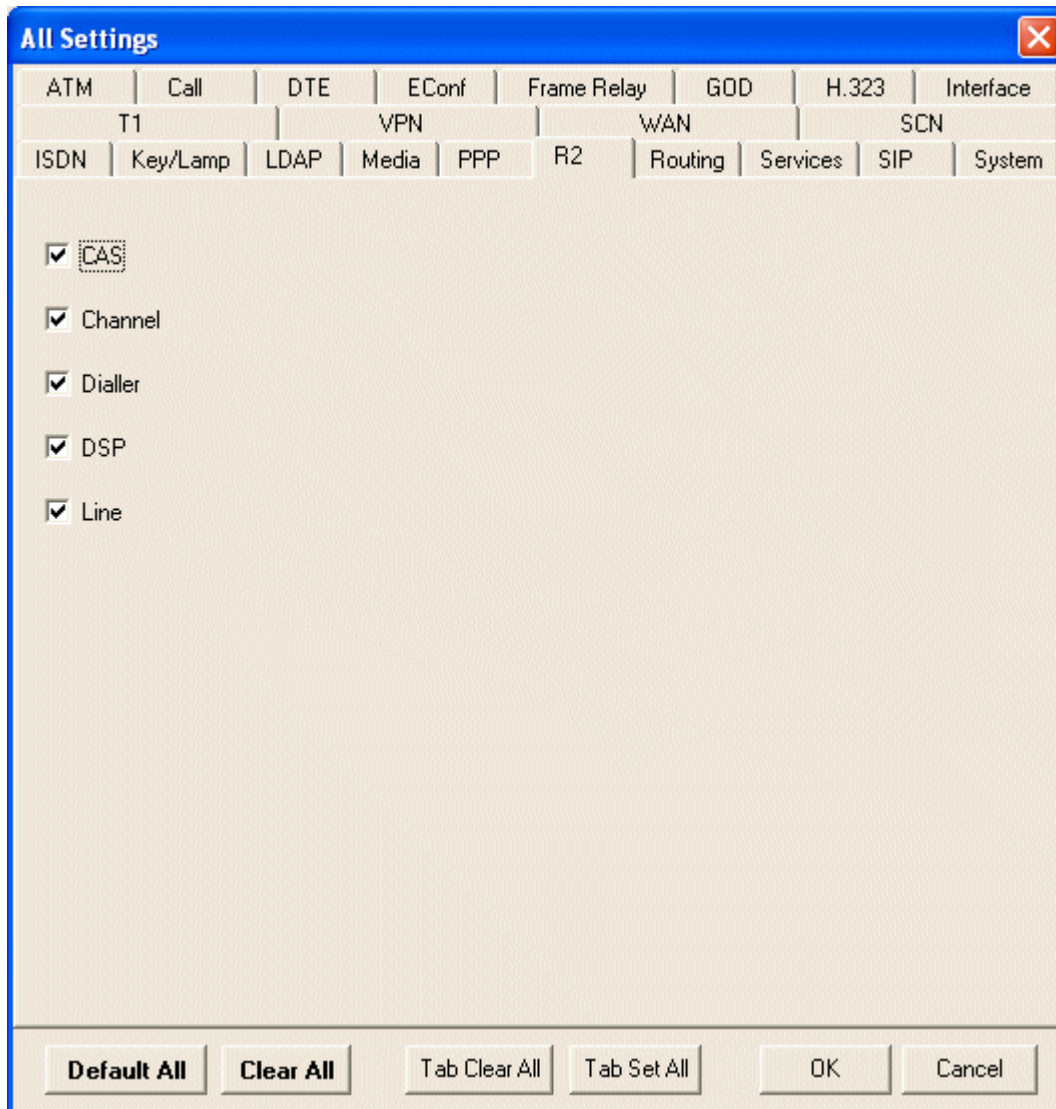 All Settings
ATM Call DTE EConf Frame Relay GOD H.323 Interface
T1 VPN WAN SCN
ISDN Key/Lamp LDAP Media PPP R2 Routing Services SIP System
CAS
Channel
Dialler
DSP
Line
Default All Clear All Tab Clear All Tab Set All OK Cancel